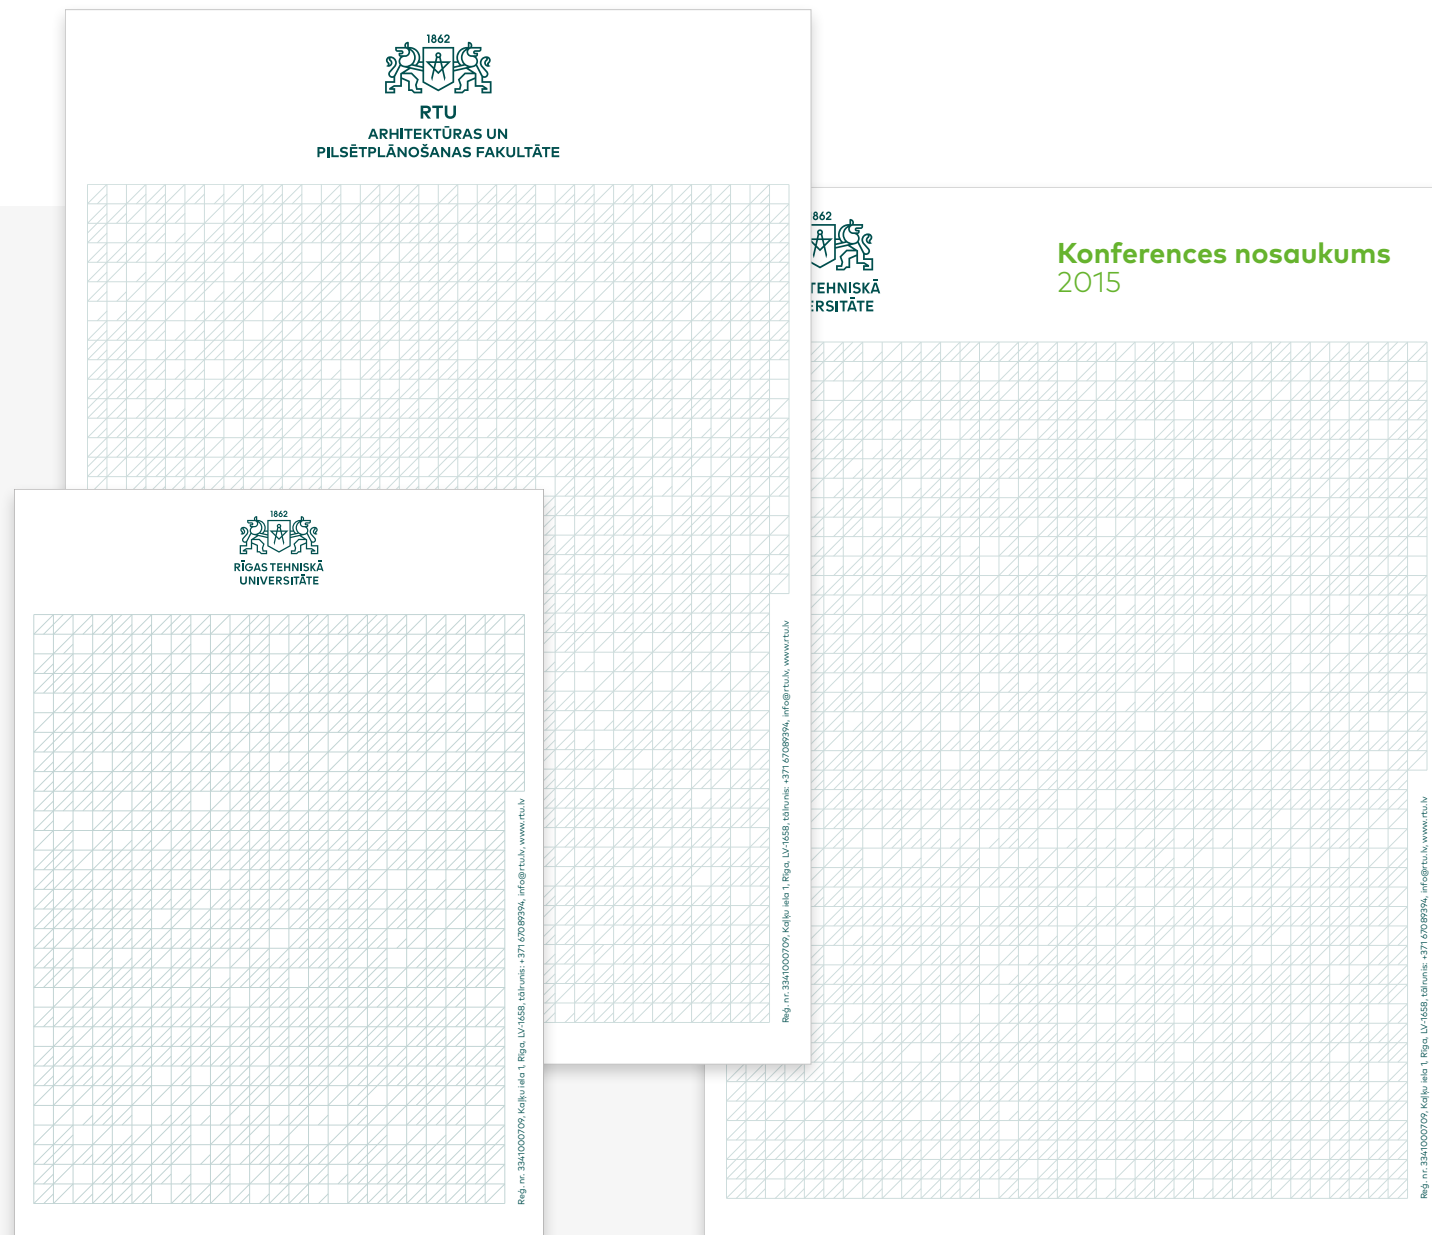 1862
RTU
ARHITEKTŪRAS UN
PILSĒTPLĀNOŠANAS FAKULTĀTE
Reģ. nr. 3341000709, Kaļķu iela 1, Rīga, LV-1658, tālrunis: +371 67089394, info@rtu.lv, www.rtu.lv
862
TEHNISKĀ
ERSITĀTE
Konferences nosaukums
2015
Reģ. nr. 3341000709, Kaļķu iela 1, Rīga, LV-1658, tālrunis: +371 67089394, info@rtu.lv, www.rtu.lv
1862
RĪGAS TEHNISKĀ
UNIVERSITĀTE
Reģ. nr. 3341000709, Kaļķu iela 1, Rīga, LV-1658, tālrunis: +371 67089394, info@rtu.lv, www.rtu.lv